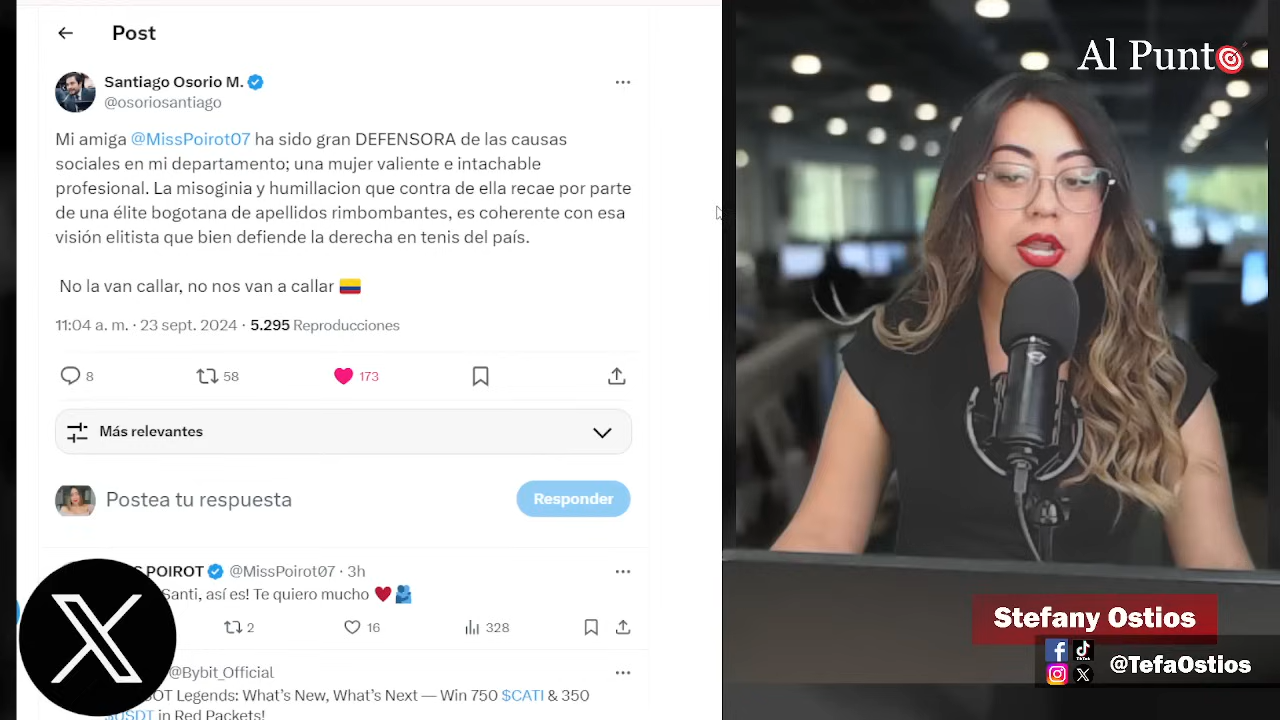 Post
Santiago Osorio M.
@osoriosantiago
Mi amiga @MissPoirot07 ha sido gran DEFENSORA de las causas
sociales en mi departamento; una mujer valiente e intachable
profesional. La misoginia y humillacion que contra de ella recae por parte
de una élite bogotana de apellidos rimbombantes, es coherente con esa
visión elitista que bien defiende la derecha en tenis del país.
No la van callar, no nos van a callar
11:04 a. m. · 23 sept. 2024 · 5.295 Reproducciones
8 58 173
Más relevantes
Postea tu respuesta
Responder
POIROT @MissPoirot07 · 3h
Santi, así es! Te quiero mucho
2 16 328
@Bybit_Official
Legends: What's New, What's Next — Win 750 $CATI & 350
$USDT in Red Packets!
Al Punto
Stefany Ostios
@TefaOstios